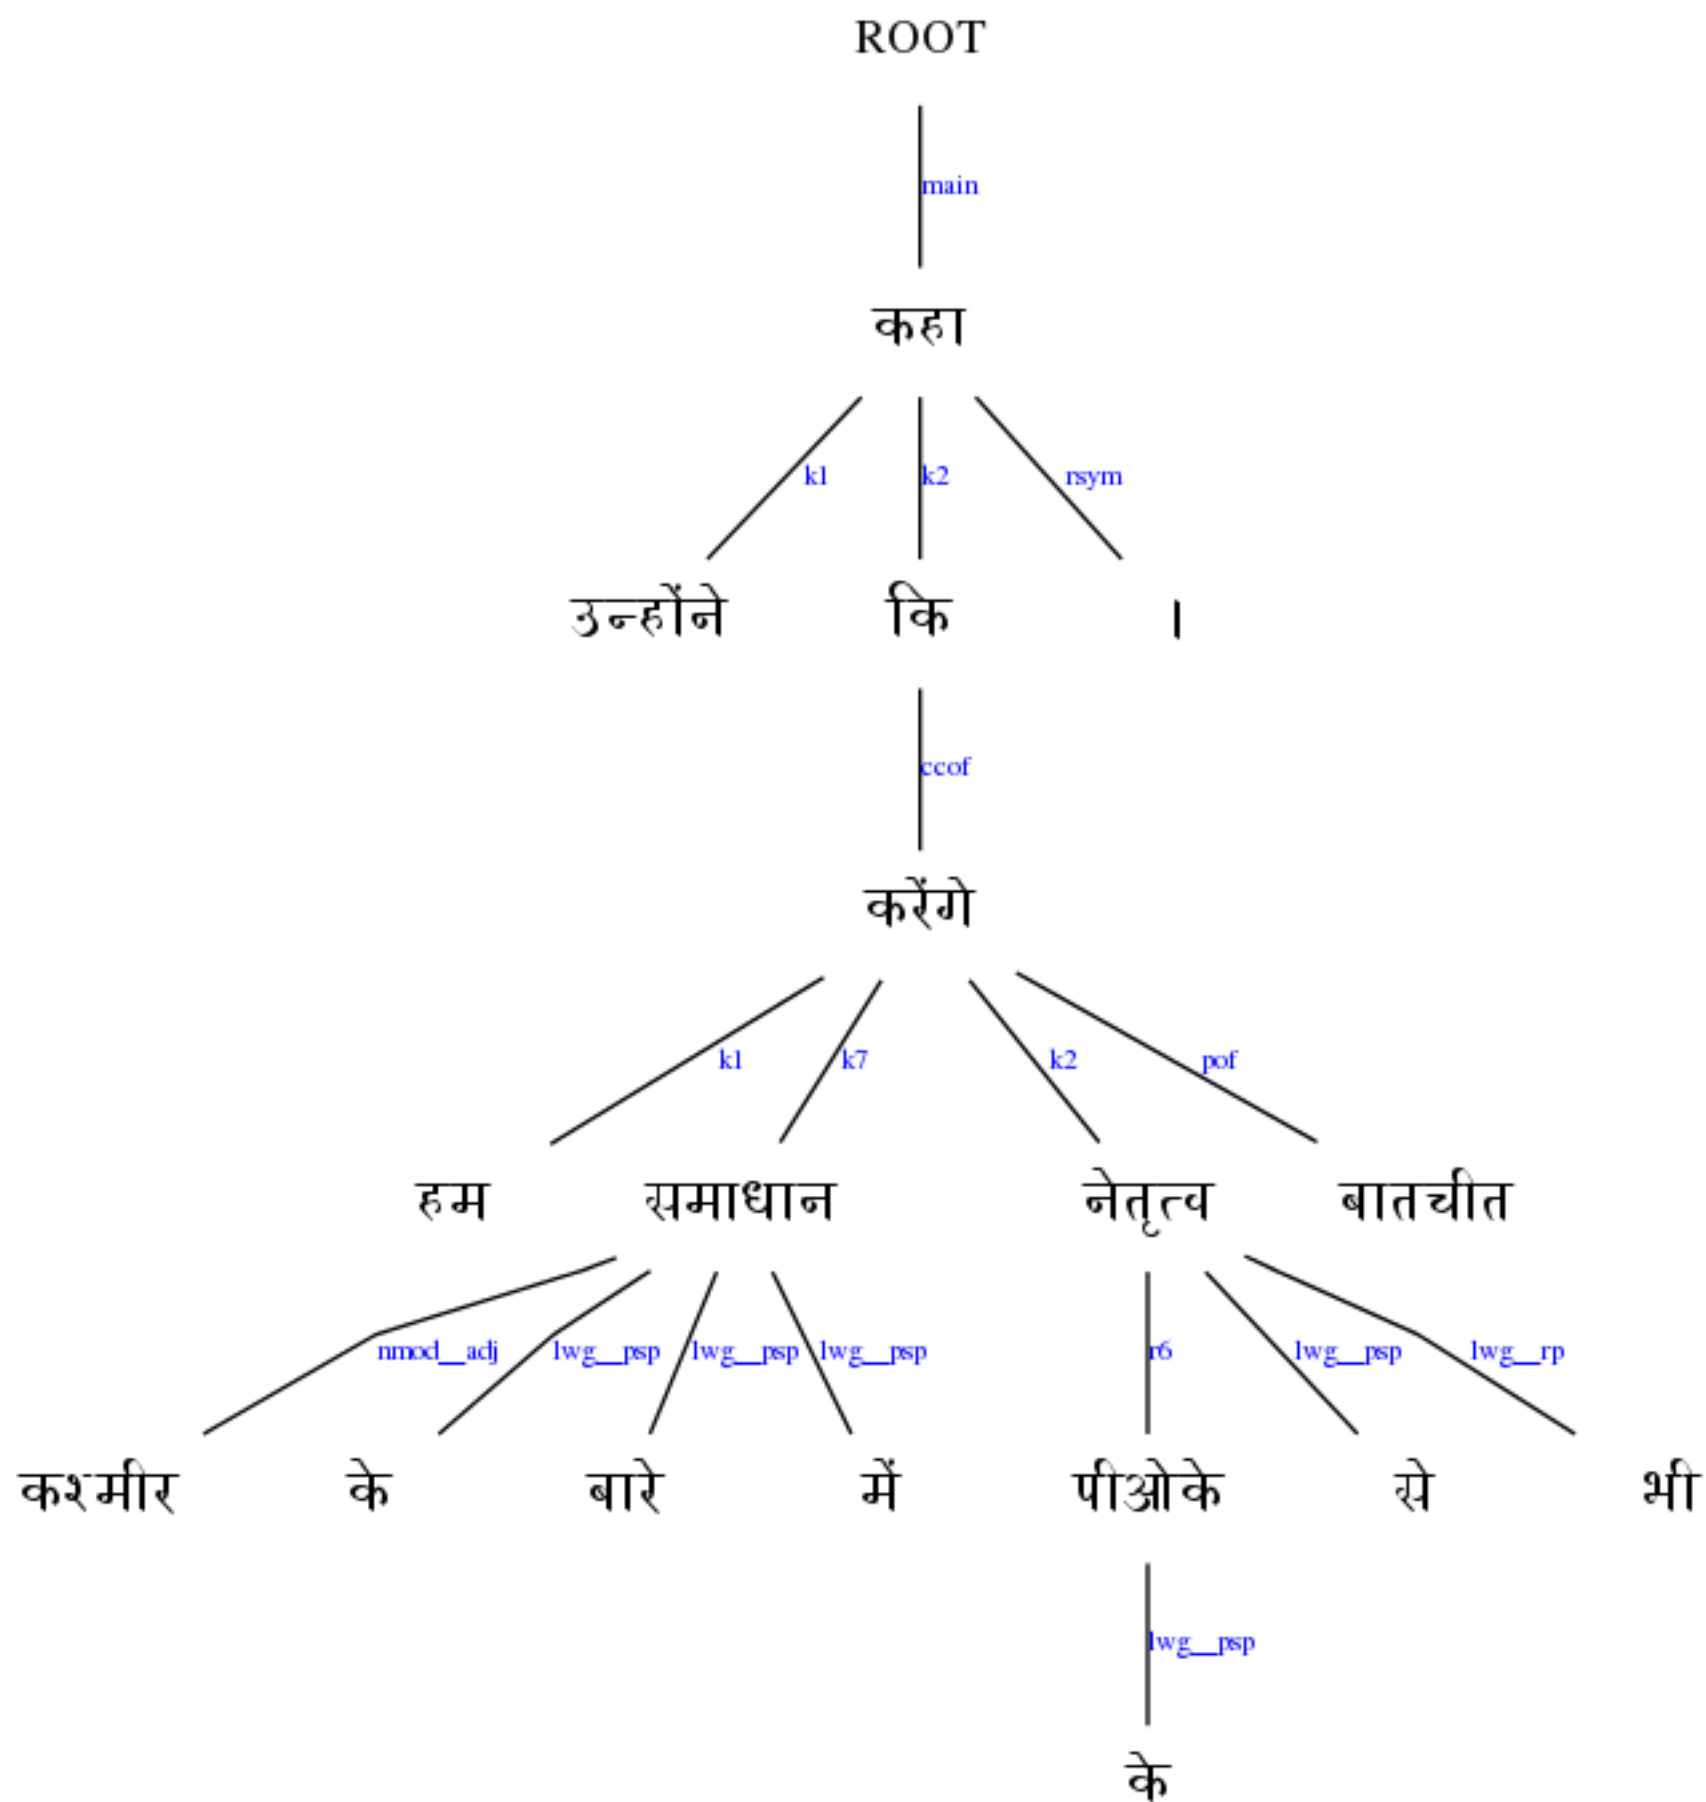 ROOT
main
कहा
k1 k2 rsym
उन्होंने कि ।
ccof
करेंगे
k1 k7 k2 pof
हम समाधान नेतृत्व बातचीत
nmod__adj lwg__psp lwg__psp lwg__psp r6 lwg__psp lwg__rp
कश्मीर के बारे में पीओके से भी
lwg__psp
के